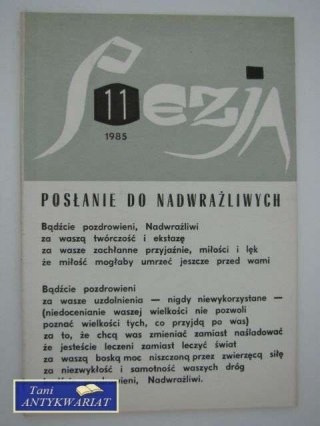 Poezja
11
1985
POSŁANIE DO NADWRAŻLIWYCH
Bądźcie pozdrowieni, Nadwrażliwi
za waszą twórczość i ekstazę
za wasze zachłanne przyjaźnie, miłości i lęk
że miłość mogłaby umrzeć jeszcze przed wami
Bądźcie pozdrowieni
za wasze uzdolnienia — nigdy niewykorzystane —
(niedocenianie waszej wielkości nie pozwoli
poznać wielkości tych, co przyjdą po was)
za to, że chcą was zmieniać zamiast naśladować
że jesteście leczeni zamiast leczyć świat
za waszą boską moc niszczoną przez zwierzęcą siłę
za niezwykłość i samotność waszych dróg
Nadwrażliwi.
Tani
ANTYKWARIAT